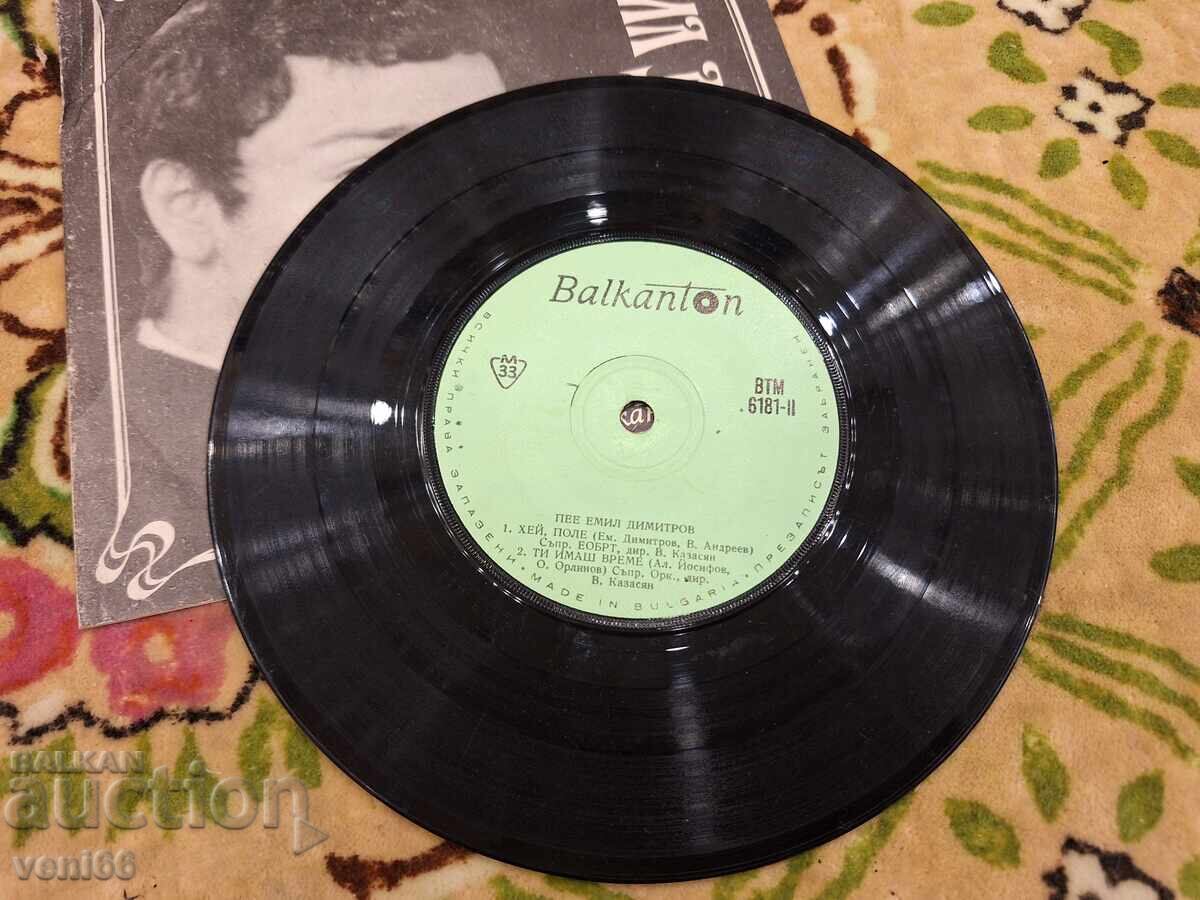 Balkanton
M
33
ВТМ
6181-II
ПЕЕ ЕМИЛ ДИМИТРОВ
1. ХЕЙ, ПОЛЕ (Ем. Димитров, В. Андреев)
Съпр. ЕОБРТ, дир. В. Казасян
2. ТИ ИМАШ ВРЕМЕ (Ал. Йосифов,
О. Орлинов) Съпр. Орк., дир.
В. Казасян
ВСИЧКИ ПРАВА ЗАПАЗЕНИ • MADE IN BULGARIA • ПРЕЗАПИСЪТ ЗАБРАНЕН
BALKAN
auction
veni66